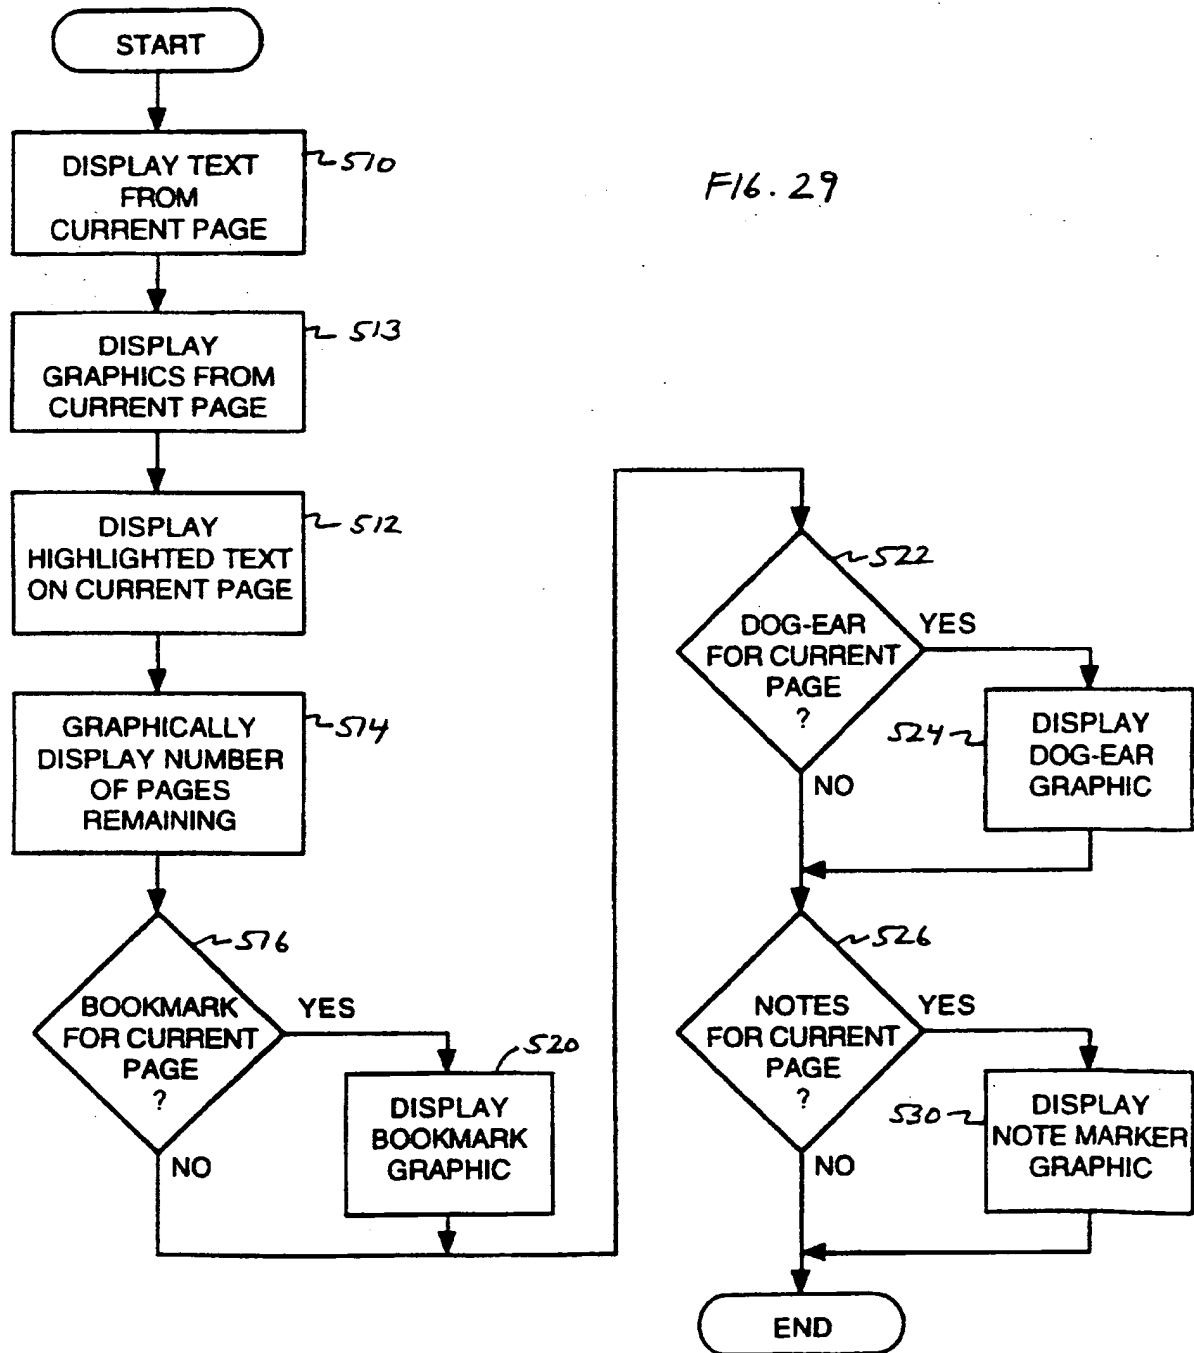 START
DISPLAY TEXT
FROM
CURRENT PAGE
510
FIG. 29
DISPLAY
GRAPHICS FROM
CURRENT PAGE
513
DISPLAY
HIGHLIGHTED TEXT
ON CURRENT PAGE
512
GRAPHICALLY
DISPLAY NUMBER
OF PAGES
REMAINING
514
BOOKMARK
FOR CURRENT
PAGE
?
516
YES
NO
DISPLAY
BOOKMARK
GRAPHIC
520
DOG-EAR
FOR CURRENT
PAGE
?
522
YES
NO
DISPLAY
DOG-EAR
GRAPHIC
524
NOTES
FOR CURRENT
PAGE
?
526
YES
NO
DISPLAY
NOTE MARKER
GRAPHIC
530
END